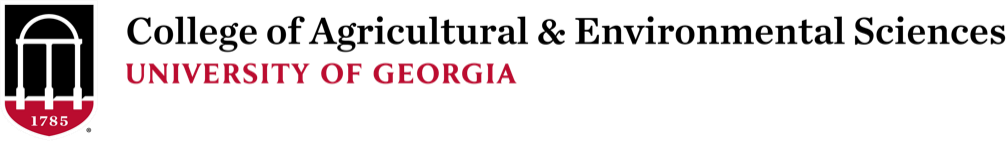 College of Agricultural & Environmental Sciences
UNIVERSITY OF GEORGIA
1785
®